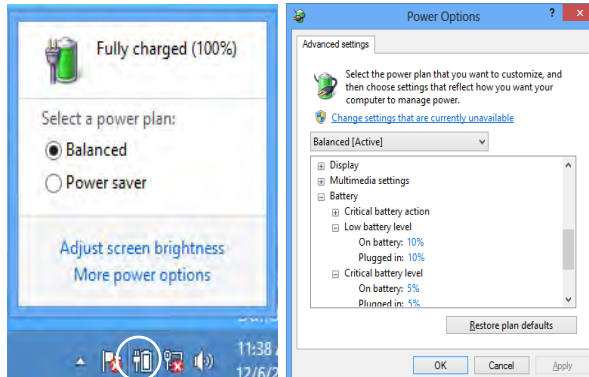 Fully charged (100%)
Select a power plan:
Balanced
Power saver
Adjust screen brightness
More power options
11:38
12/6/2
Power Options
?
Advanced settings
Select the power plan that you want to customize, and
then choose settings that reflect how you want your
computer to manage power.
Change settings that are currently unavailable
Balanced [Active]
Display
Multimedia settings
Battery
Critical battery action
Low battery level
On battery: 10%
Plugged in: 10%
Critical battery level
On battery: 5%
Plugged in: 5%
Restore plan defaults
OK
Cancel
Apply